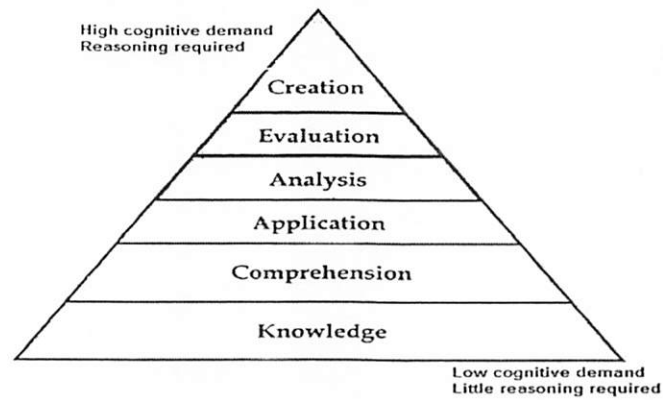 High cognitive demand
Reasoning required
Creation
Evaluation
Analysis
Application
Comprehension
Knowledge
Low cognitive demand
Little reasoning required